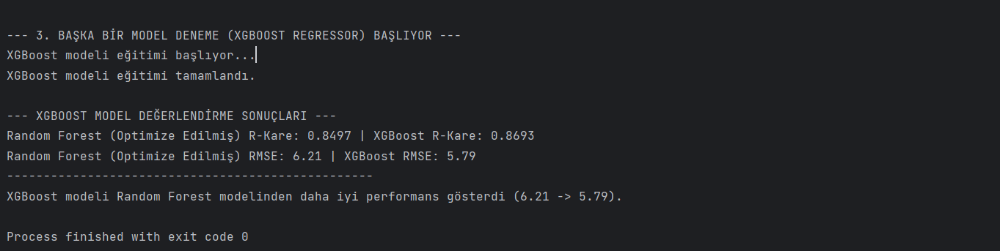 --- 3. BAŞKA BİR MODEL DENEME (XGBOOST REGRESSOR) BAŞLIYOR ---
XGBoost modeli eğitimi başlıyor...
XGBoost modeli eğitimi tamamlandı.
--- XGBOOST MODEL DEĞERLENDİRME SONUÇLARI ---
Random Forest (Optimize Edilmiş) R-Kare: 0.8497 | XGBoost R-Kare: 0.8693
Random Forest (Optimize Edilmiş) RMSE: 6.21 | XGBoost RMSE: 5.79
--------------------------------------------------
XGBoost modeli Random Forest modelinden daha iyi performans gösterdi (6.21 -> 5.79).
Process finished with exit code 0